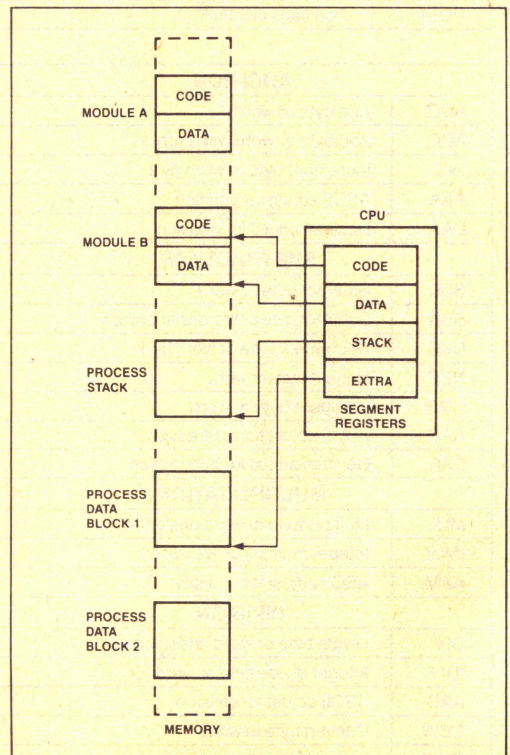 CODE
MODULE A
DATA
CODE
MODULE B
DATA
CPU
CODE
DATA
STACK
EXTRA
SEGMENT
REGISTERS
PROCESS
STACK
PROCESS
DATA
BLOCK 1
PROCESS
DATA
BLOCK 2
MEMORY